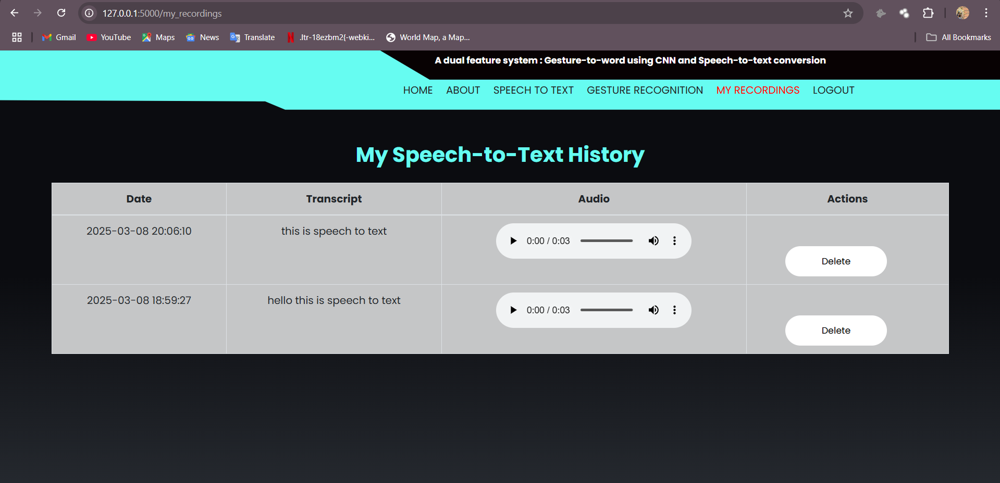 127.0.0.1:5000/my_recordings
Gmail YouTube Maps News Translate .ltr-18ezbm2{-webki... World Map, a Map... All Bookmarks
A dual feature system : Gesture-to-word using CNN and Speech-to-text conversion
HOME ABOUT SPEECH TO TEXT GESTURE RECOGNITION MY RECORDINGS LOGOUT
My Speech-to-Text History
Date Transcript Audio Actions
2025-03-08 20:06:10 this is speech to text 0:00 / 0:03
Delete
2025-03-08 18:59:27 hello this is speech to text 0:00 / 0:03
Delete